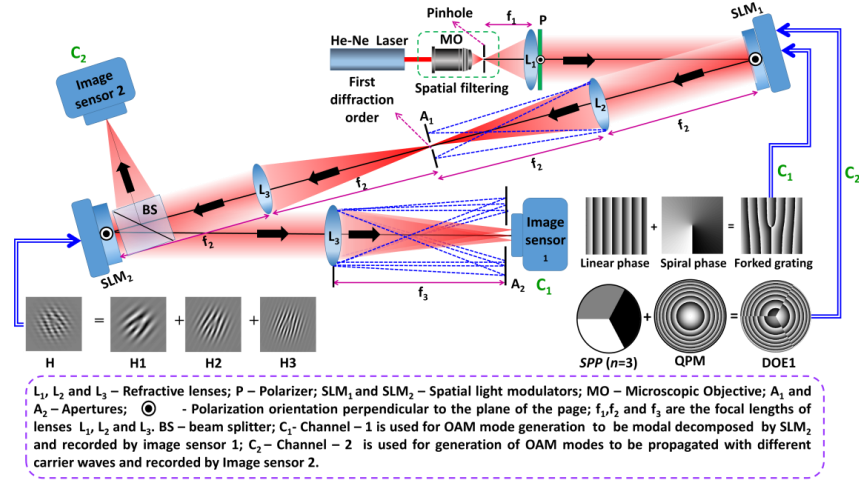 Pinhole
f1
P
SLM1
He-Ne Laser
MO
L1
C2
Image
sensor 2
Spatial filtering
First
diffraction
order
A1
L2
f2
f2
C1
C2
L3
f2
BS
f2
L3
Image
sensor
1
SLM2
f3
A2
C1
Linear phase
+
Spiral phase
=
Forked grating
H
=
H1
+
H2
+
H3
SPP (n=3)
+
QPM
=
DOE1
L1, L2 and L3 – Refractive lenses; P – Polarizer; SLM1 and SLM2 – Spatial light modulators; MO – Microscopic Objective; A1 and
A2 – Apertures; - Polarization orientation perpendicular to the plane of the page; f1,f2 and f3 are the focal lengths of
lenses L1, L2 and L3. BS – beam splitter; C1- Channel – 1 is used for OAM mode generation to be modal decomposed by SLM2
and recorded by image sensor 1; C2 – Channel – 2 is used for generation of OAM modes to be propagated with different
carrier waves and recorded by Image sensor 2.